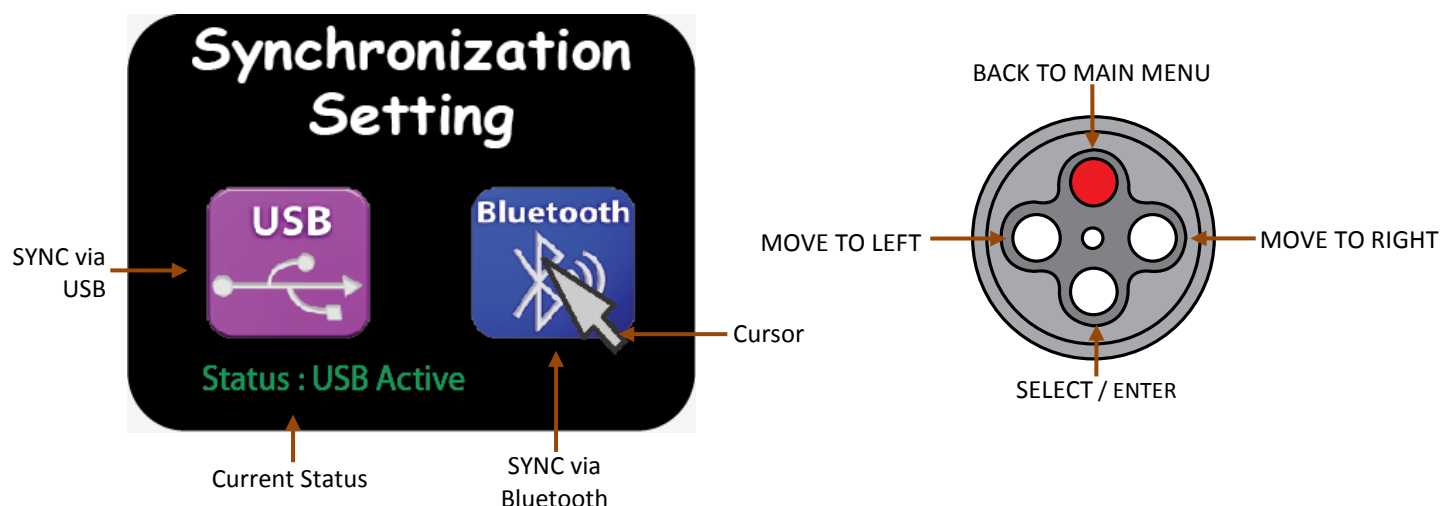 Synchronization
Setting
USB
Bluetooth
Status : USB Active
SYNC via
USB
Cursor
Current Status
SYNC via
Bluetooth
BACK TO MAIN MENU
MOVE TO LEFT
MOVE TO RIGHT
SELECT / ENTER